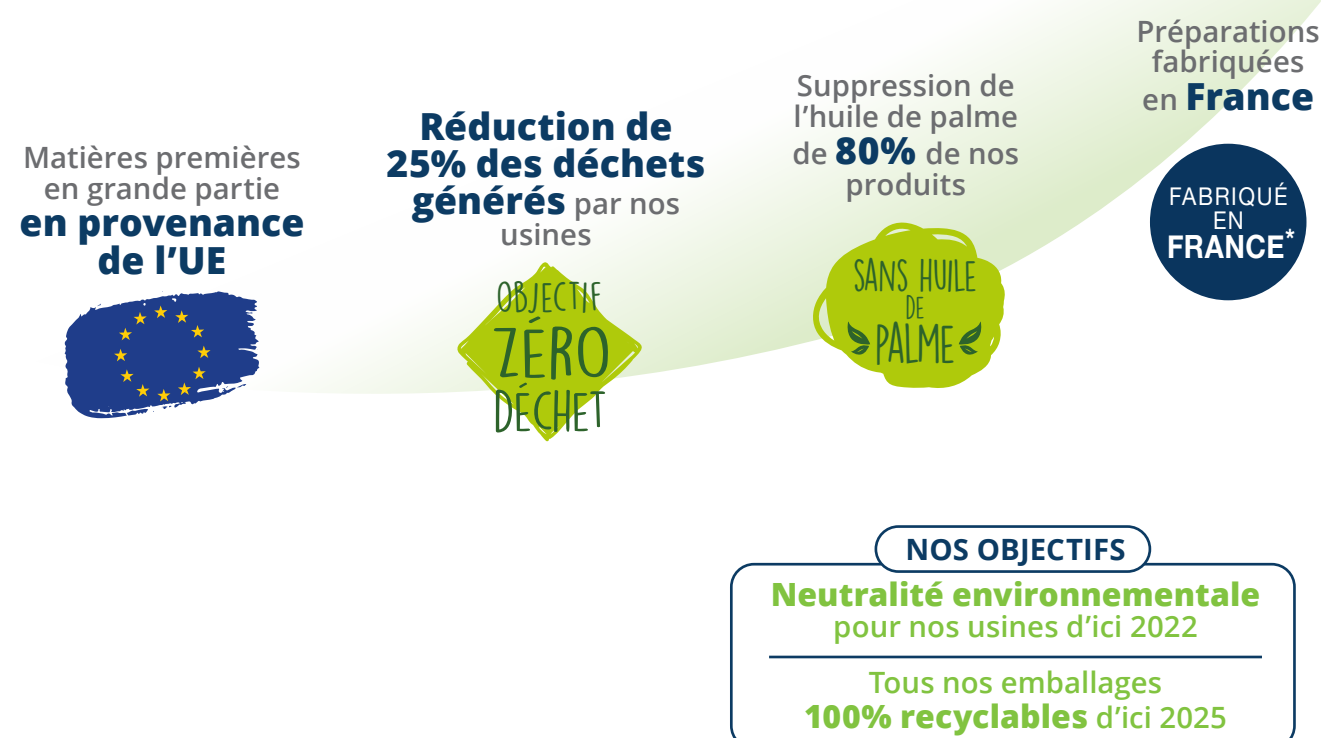 Matières premières
en grande partie
en provenance
de l'UE
Réduction de
25% des déchets
générés par nos
usines
OBJECTIF
ZÉRO
DÉCHET
Suppression de
l'huile de palme
de 80% de nos
produits
SANS HUILE
DE
PALME
Préparations
fabriquées
en France
FABRIQUÉ
EN
FRANCE*
NOS OBJECTIFS
Neutralité environnementale
pour nos usines d'ici 2022
Tous nos emballages
100% recyclables d'ici 2025